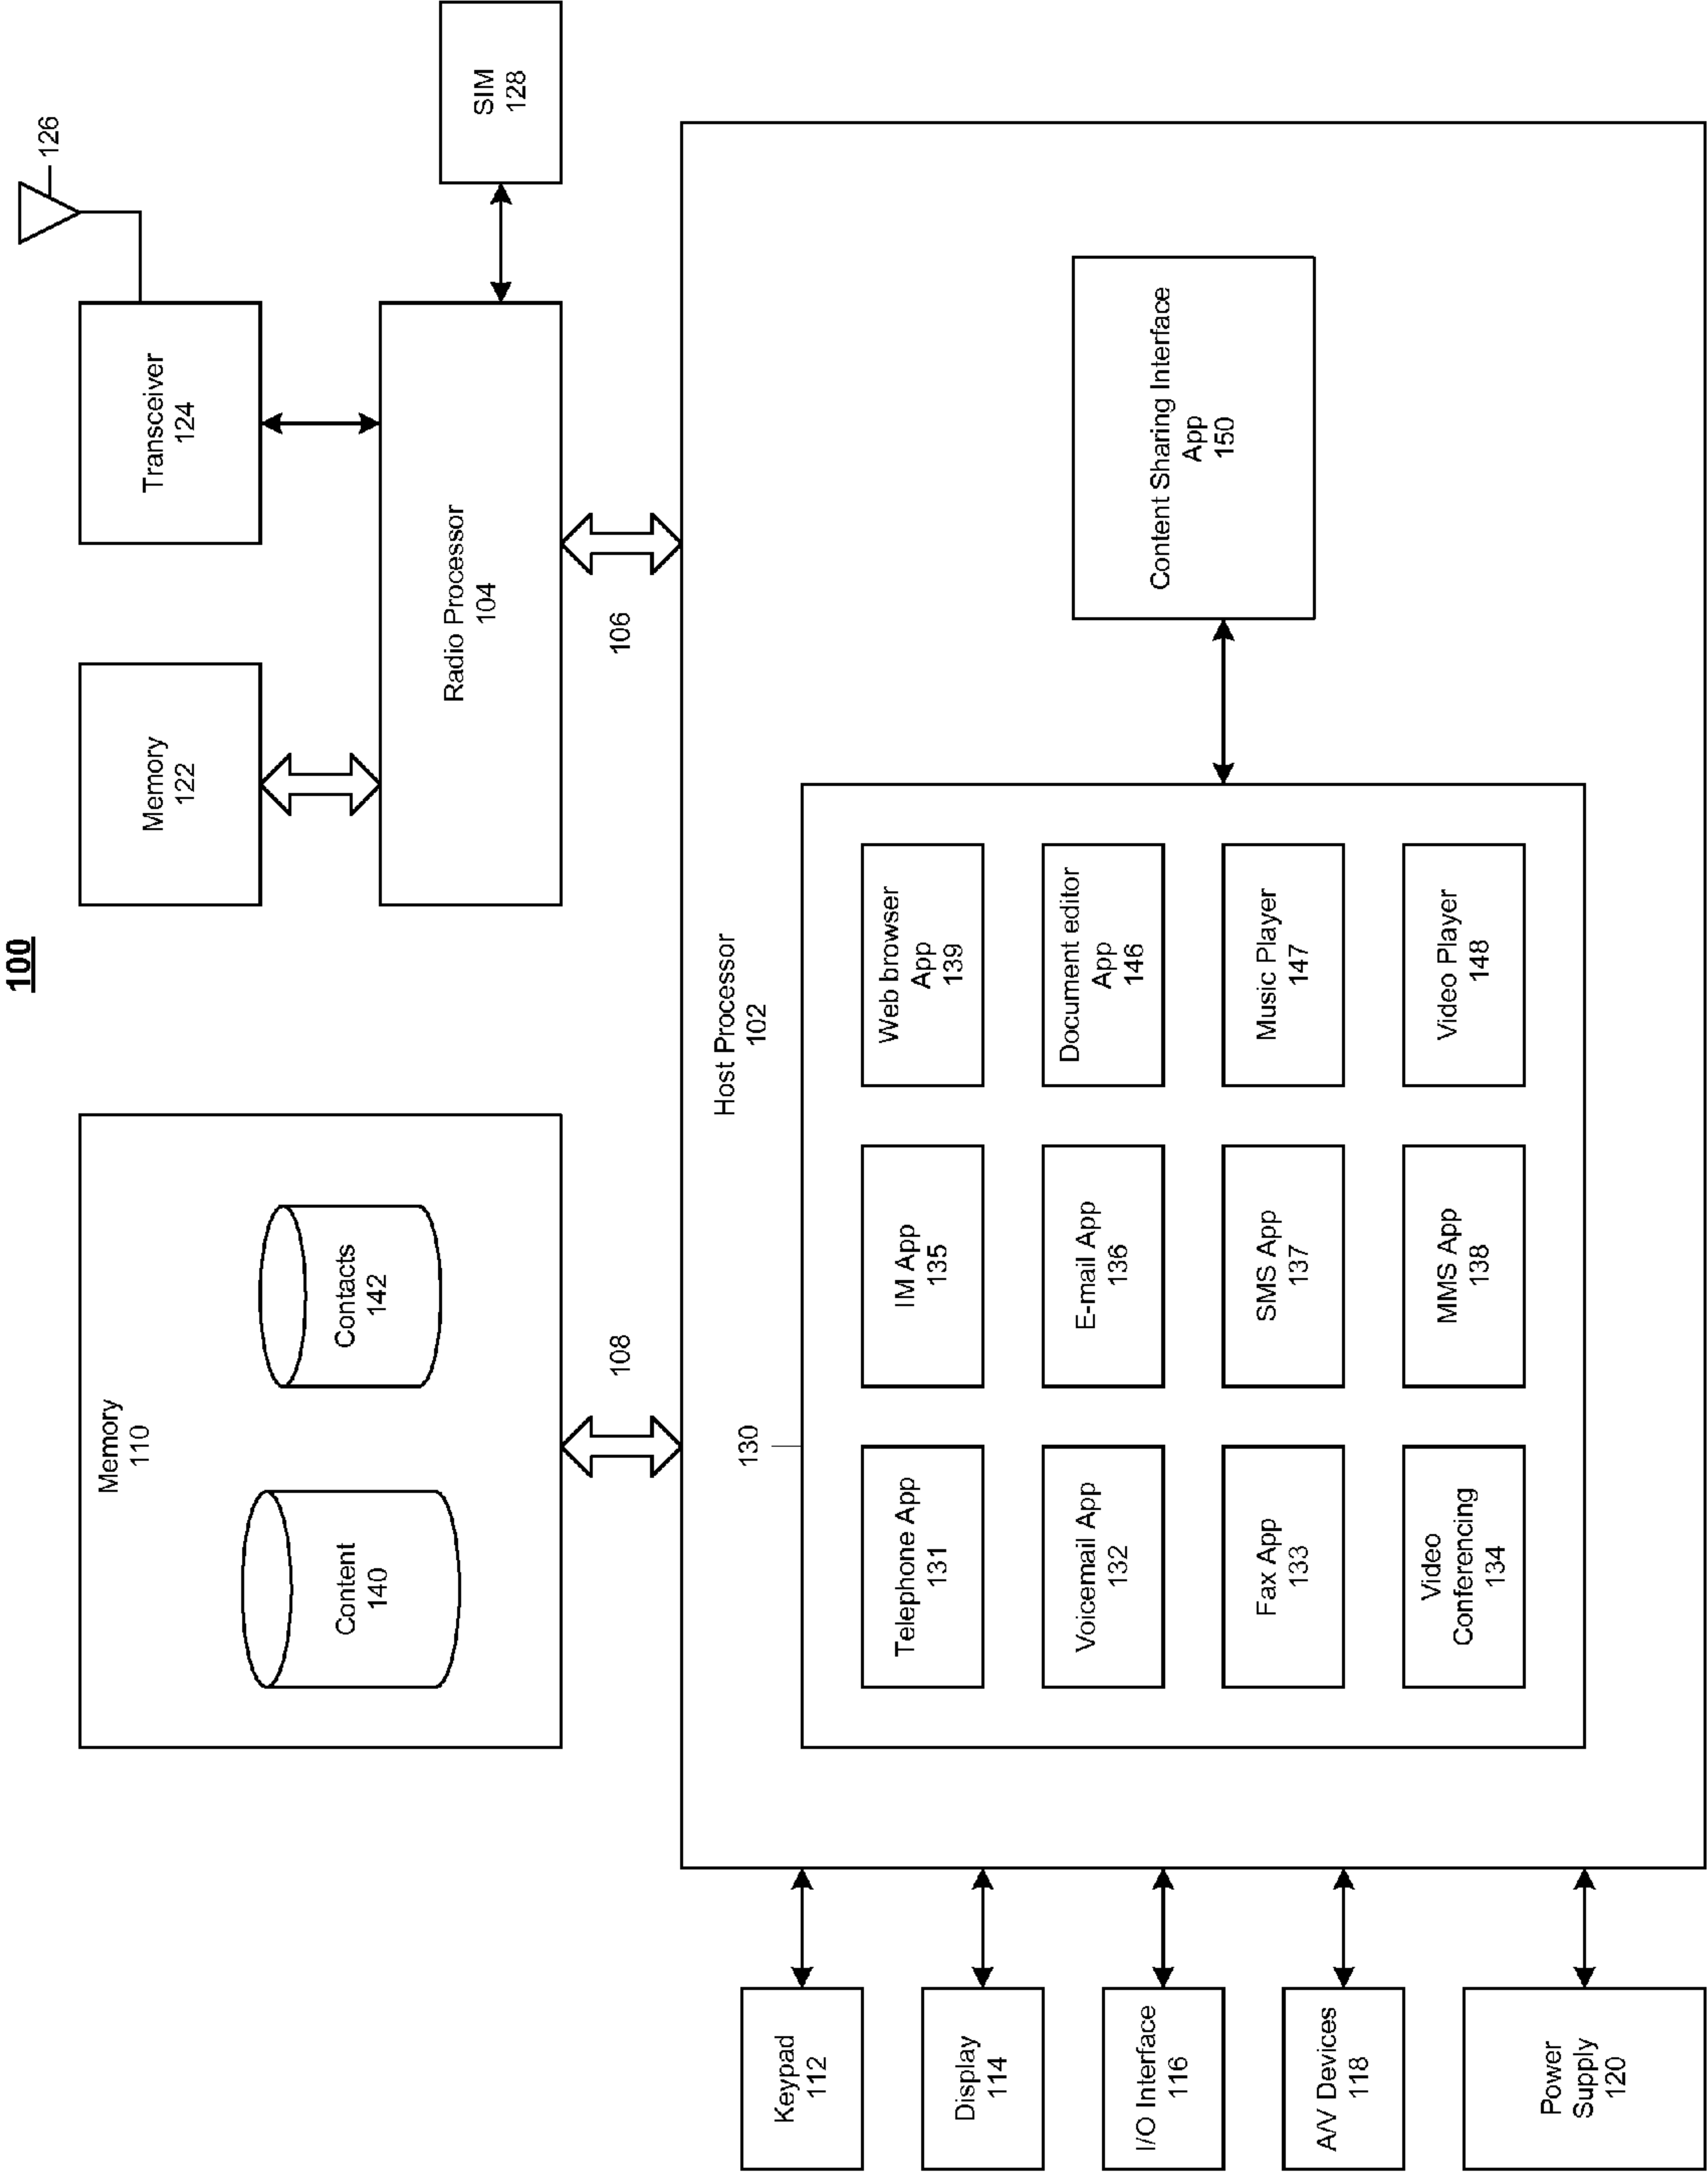 100
Memory
110
Content
140
Contacts
142
Memory
122
Transceiver
124
126
Radio Processor
104
SIM
128
108
106
Host Processor
102
130
Telephone App
131
IM App
135
Web browser
App
139
Voicemail App
132
E-mail App
136
Document editor
App
146
Fax App
133
SMS App
137
Music Player
147
Video
Conferencing
134
MMS App
138
Video Player
148
Content Sharing Interface
App
150
Keypad
112
Display
114
I/O Interface
116
A/V Devices
118
Power
Supply
120